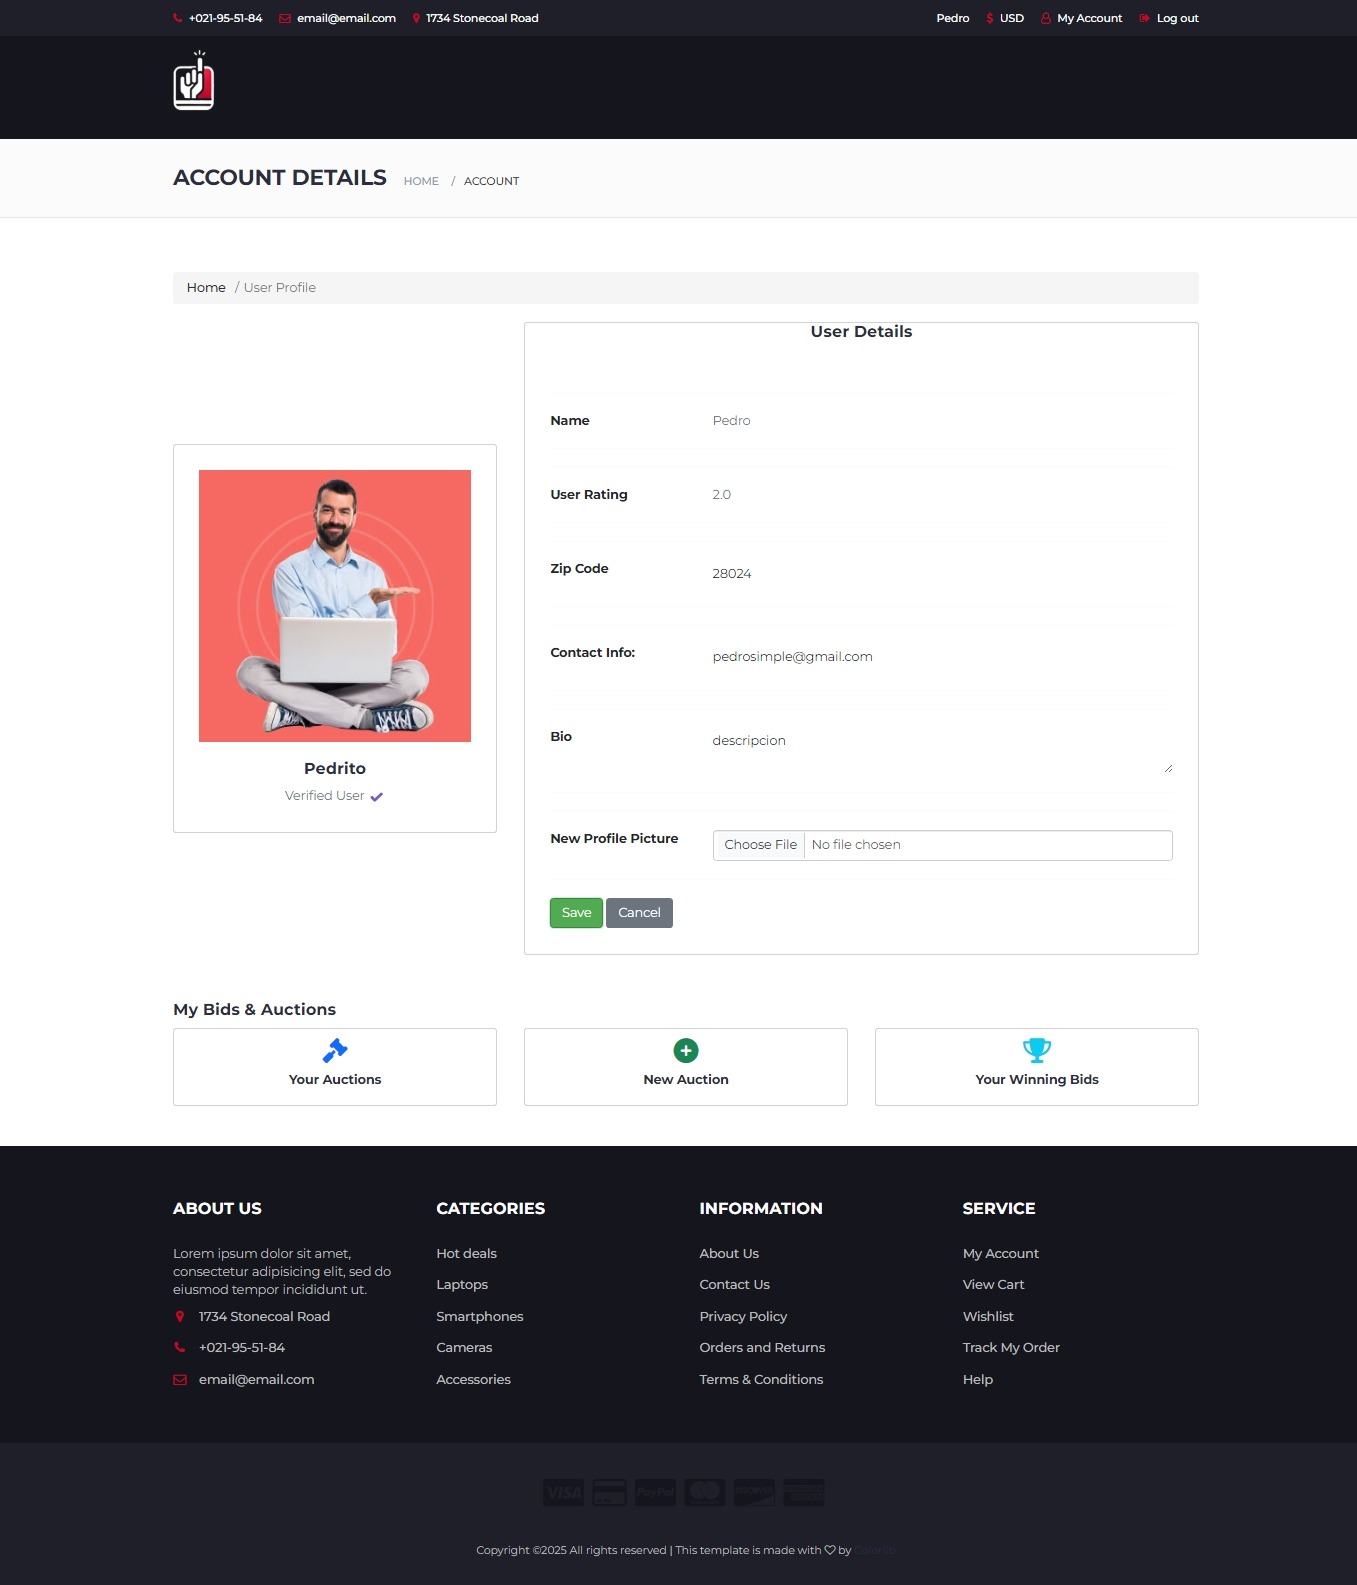 +021-95-51-84 email@email.com 1734 Stonecoal Road Pedro USD My Account Log out
ACCOUNT DETAILS HOME / ACCOUNT
Home / User Profile
User Details
Name Pedro
User Rating 2.0
Zip Code 28024
Contact Info: pedrosimple@gmail.com
Bio descripcion
New Profile Picture Choose File No file chosen
Save Cancel
Pedrito
Verified User
My Bids & Auctions
Your Auctions
New Auction
Your Winning Bids
ABOUT US
Lorem ipsum dolor sit amet,
consectetur adipisicing elit, sed do
eiusmod tempor incididunt ut.
1734 Stonecoal Road
+021-95-51-84
email@email.com
CATEGORIES
Hot deals
Laptops
Smartphones
Cameras
Accessories
INFORMATION
About Us
Contact Us
Privacy Policy
Orders and Returns
Terms & Conditions
SERVICE
My Account
View Cart
Wishlist
Track My Order
Help
VISA PayPal DISCOVER
Copyright ©2025 All rights reserved | This template is made with by Colorlib